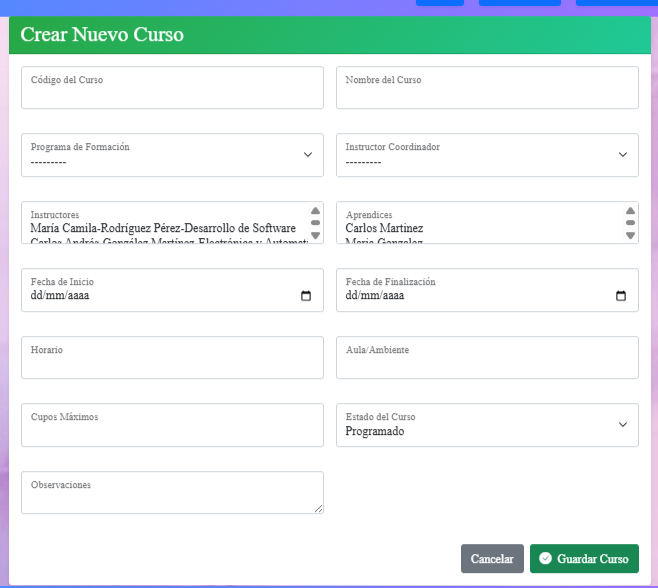 Crear Nuevo Curso
Código del Curso
Nombre del Curso
Programa de Formación
---------
Instructor Coordinador
---------
Instructores
María Camila-Rodríguez Pérez-Desarrollo de Software
Carlos Andrés-González Martínez-Electrónica y Automat
Aprendices
Carlos Martinez
Maria Gonzalez
Fecha de Inicio
dd/mm/aaaa
Fecha de Finalización
dd/mm/aaaa
Horario
Aula/Ambiente
Cupos Máximos
Estado del Curso
Programado
Observaciones
Cancelar
Guardar Curso